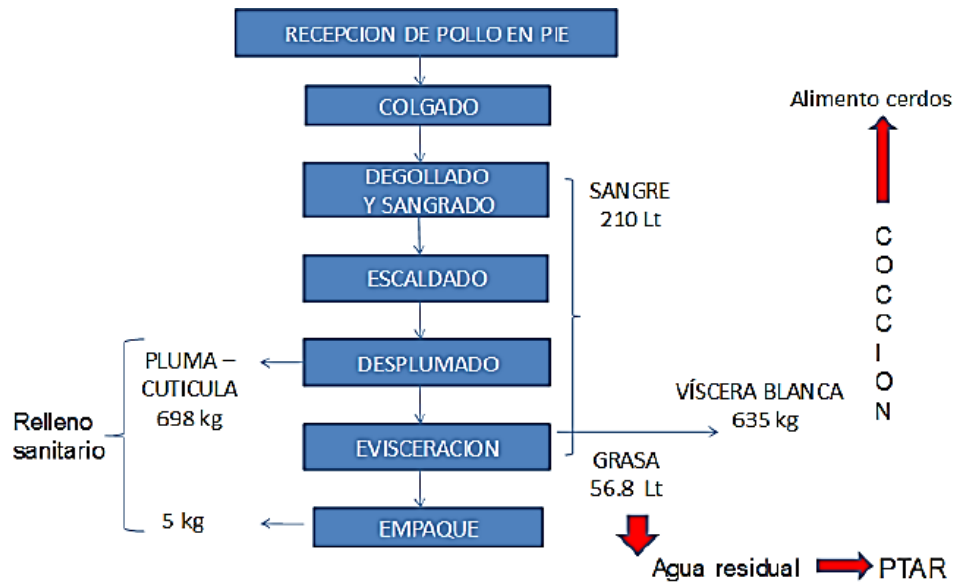 RECEPCION DE POLLO EN PIE
COLGADO
DEGOLLADO
Y SANGRADO
ESCALDADO
DESPLUMADO
EVISCERACION
EMPAQUE
SANGRE
210 Lt
GRASA
56.8 Lt
Agua residual
PTAR
VÍSCERA BLANCA
635 kg
COCCION
Alimento cerdos
PLUMA –
CUTICULA
698 kg
5 kg
Relleno
sanitario